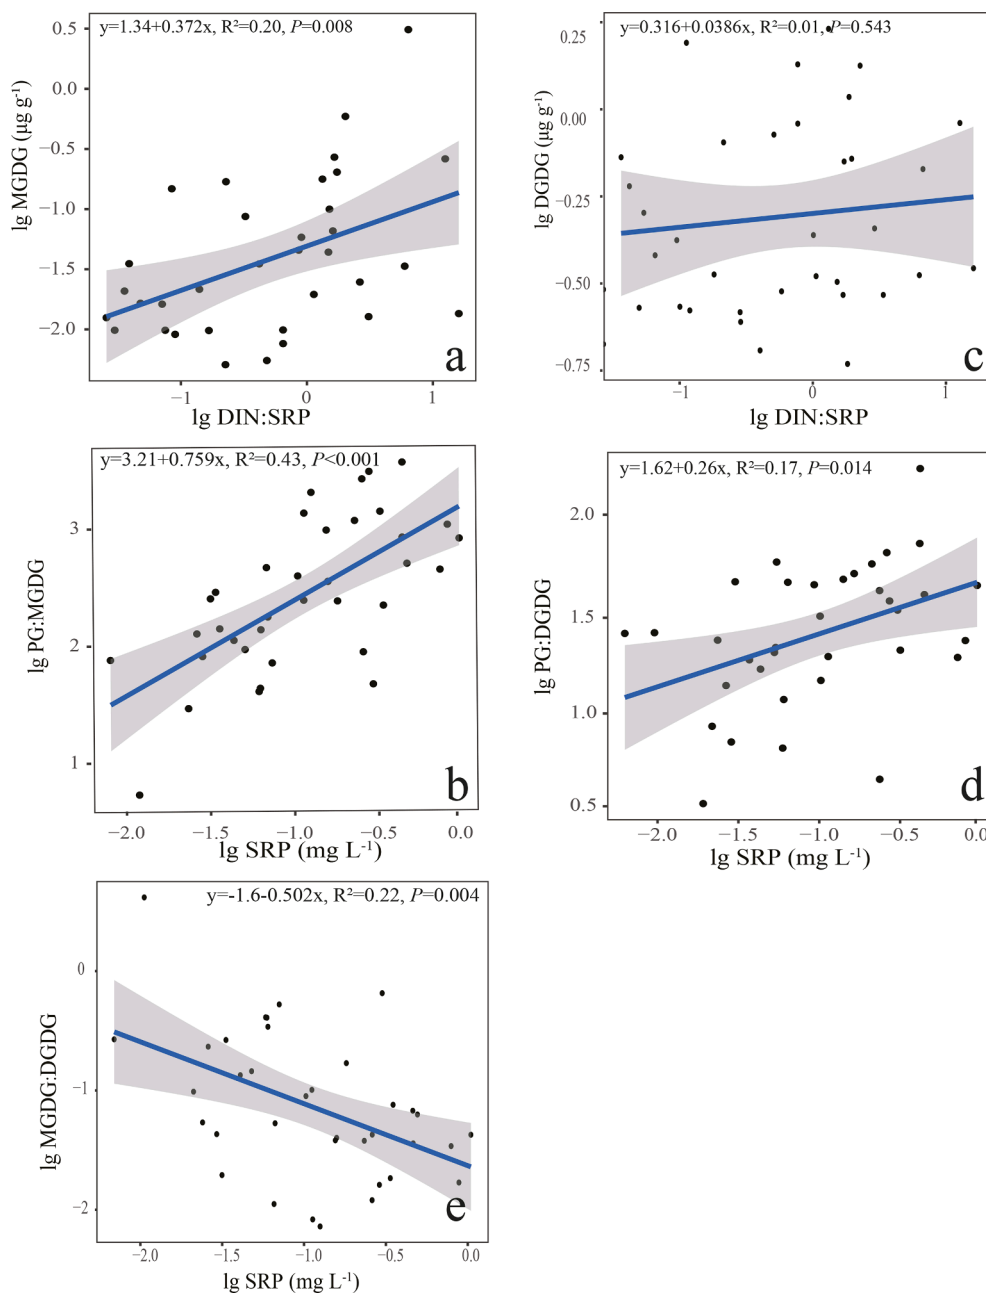 y=1.34+0.372x, R²=0.20, P=0.008
0.5
0.0
−0.5
−1.0
−1.5
−2.0
lg MGDG (µg g⁻¹)
a
−1
0
1
lg DIN:SRP
y=0.316+0.0386x, R²=0.01, P=0.543
0.25
0.00
−0.25
−0.50
−0.75
lg DGDG (µg g⁻¹)
c
−1
0
1
lg DIN:SRP
y=3.21+0.759x, R²=0.43, P<0.001
3
2
1
lg PG:MGDG
b
−2.0
−1.5
−1.0
−0.5
0.0
lg SRP (mg L⁻¹)
y=1.62+0.26x, R²=0.17, P=0.014
2.0
1.5
1.0
0.5
lg PG:DGDG
d
−2.0
−1.5
−1.0
−0.5
0.0
lg SRP (mg L⁻¹)
y=-1.6-0.502x, R²=0.22, P=0.004
0
−1
−2
lg MGDG:DGDG
e
−2.0
−1.5
−1.0
−0.5
0.0
lg SRP (mg L⁻¹)